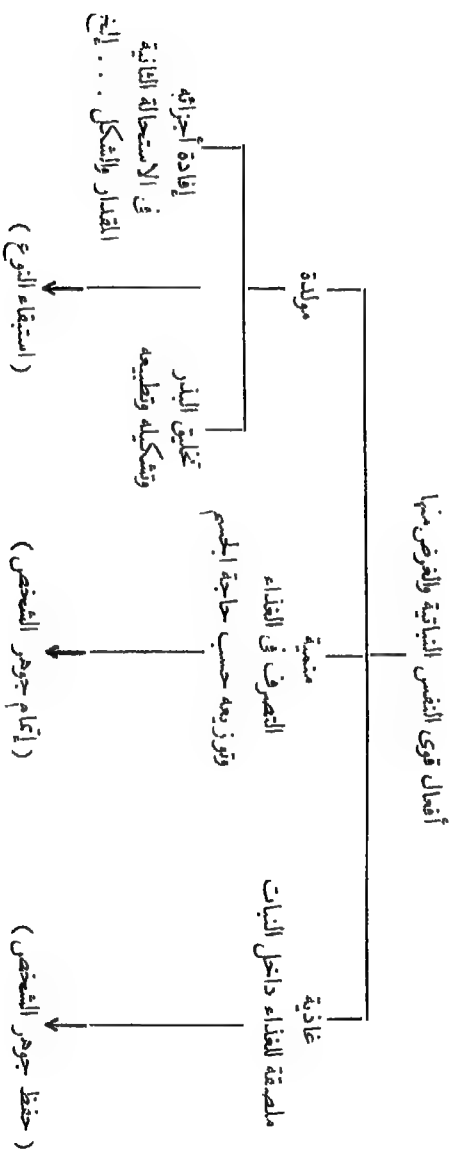 أفعال قوى النفس النباتية والغرض منها
غاذية
ملصقة للغذاء داخل النبات
(حفظ جوهر الشخص)
منمية
التصرف فى الغذاء
وتوزيعه حسب حاجة الجسم
(إتمام جوهر الشخص)
مولدة
تخليق البذر
وتشكيله وتطبيعه
إفادة أجزائه
فى الاستحالة الثانية
المقدار والشكل . . . إلخ
(استبقاء النوع)